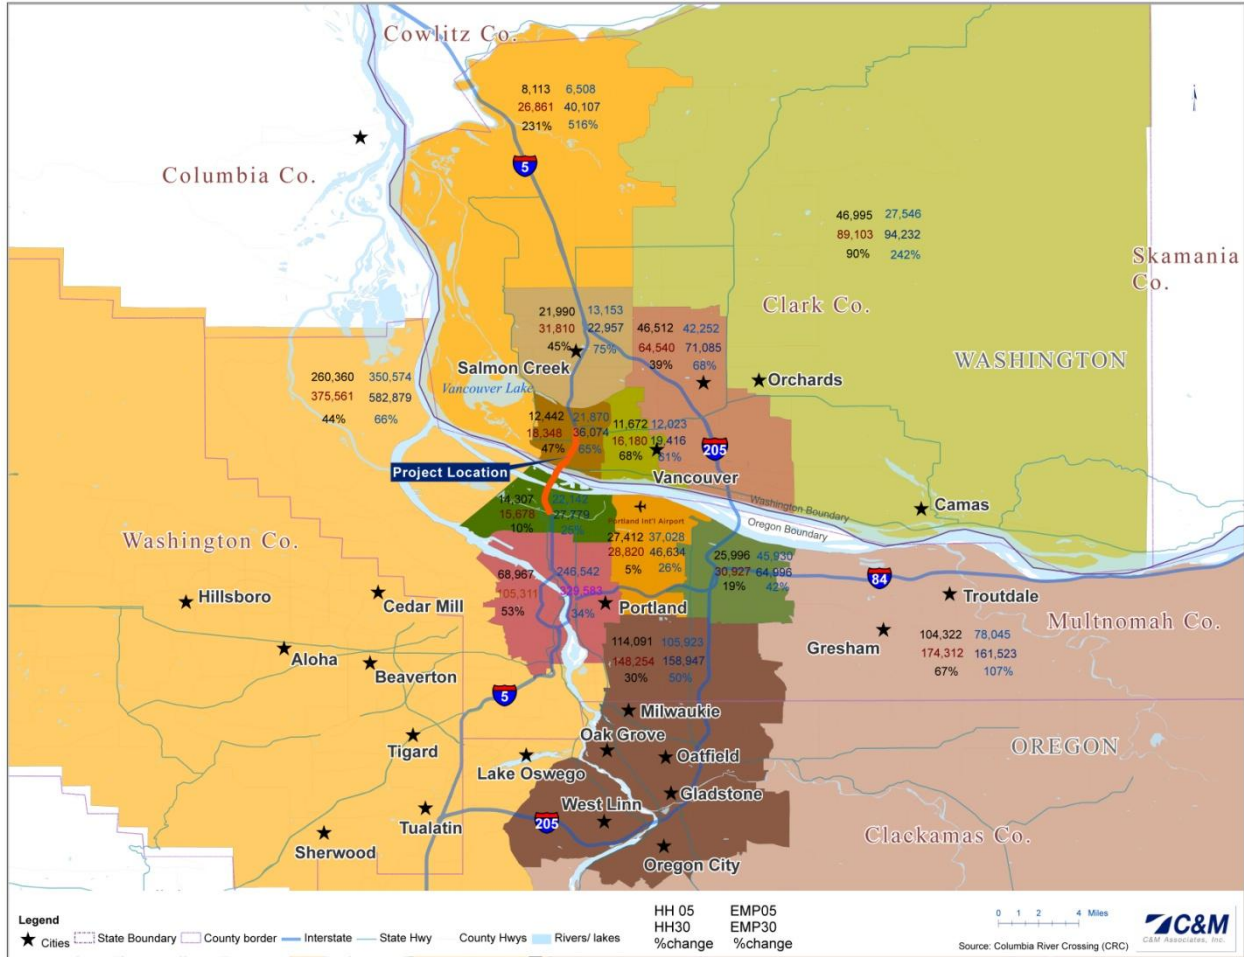 Cowlitz Co.
8,113 6,508
26,861 40,107
231% 516%
5
Columbia Co.
46,995 27,546
89,103 94,232
90% 242%
Skamania
Co.
Clark Co.
21,990 13,153
31,810 22,957
45% 75%
46,512 42,252
64,540 71,085
39% 68%
WASHINGTON
Salmon Creek
Orchards
Vancouver Lake
260,360 350,574
375,561 582,879
44% 66%
12,442 21,870
18,348 36,074
47% 65%
11,672 12,023
16,180 19,416
68% 61%
205
Project Location
Vancouver
14,307 22,142
15,678 27,779
10% 25%
Washington Boundary
Oregon Boundary
Camas
Portland Int'l Airport
27,412 37,028
28,820 46,634
5% 26%
Washington Co.
25,996 45,930
30,927 64,996
19% 42%
84
68,967 246,542
105,311 329,583
53% 34%
Hillsboro
Cedar Mill
Portland
Troutdale
Multnomah Co.
Gresham
104,322 78,045
174,312 161,523
67% 107%
114,091 105,923
148,254 158,947
30% 50%
Aloha
Beaverton
5
Milwaukie
Oak Grove
Tigard
Oatfield
OREGON
Lake Oswego
Gladstone
West Linn
Tualatin
205
Clackamas Co.
Sherwood
Oregon City
Legend
Cities State Boundary County border Interstate State Hwy County Hwys Rivers/ lakes
HH 05 EMP05
HH30 EMP30
%change %change
0 1 2 4 Miles
Source: Columbia River Crossing (CRC)
C&M
C&M Associates, Inc.